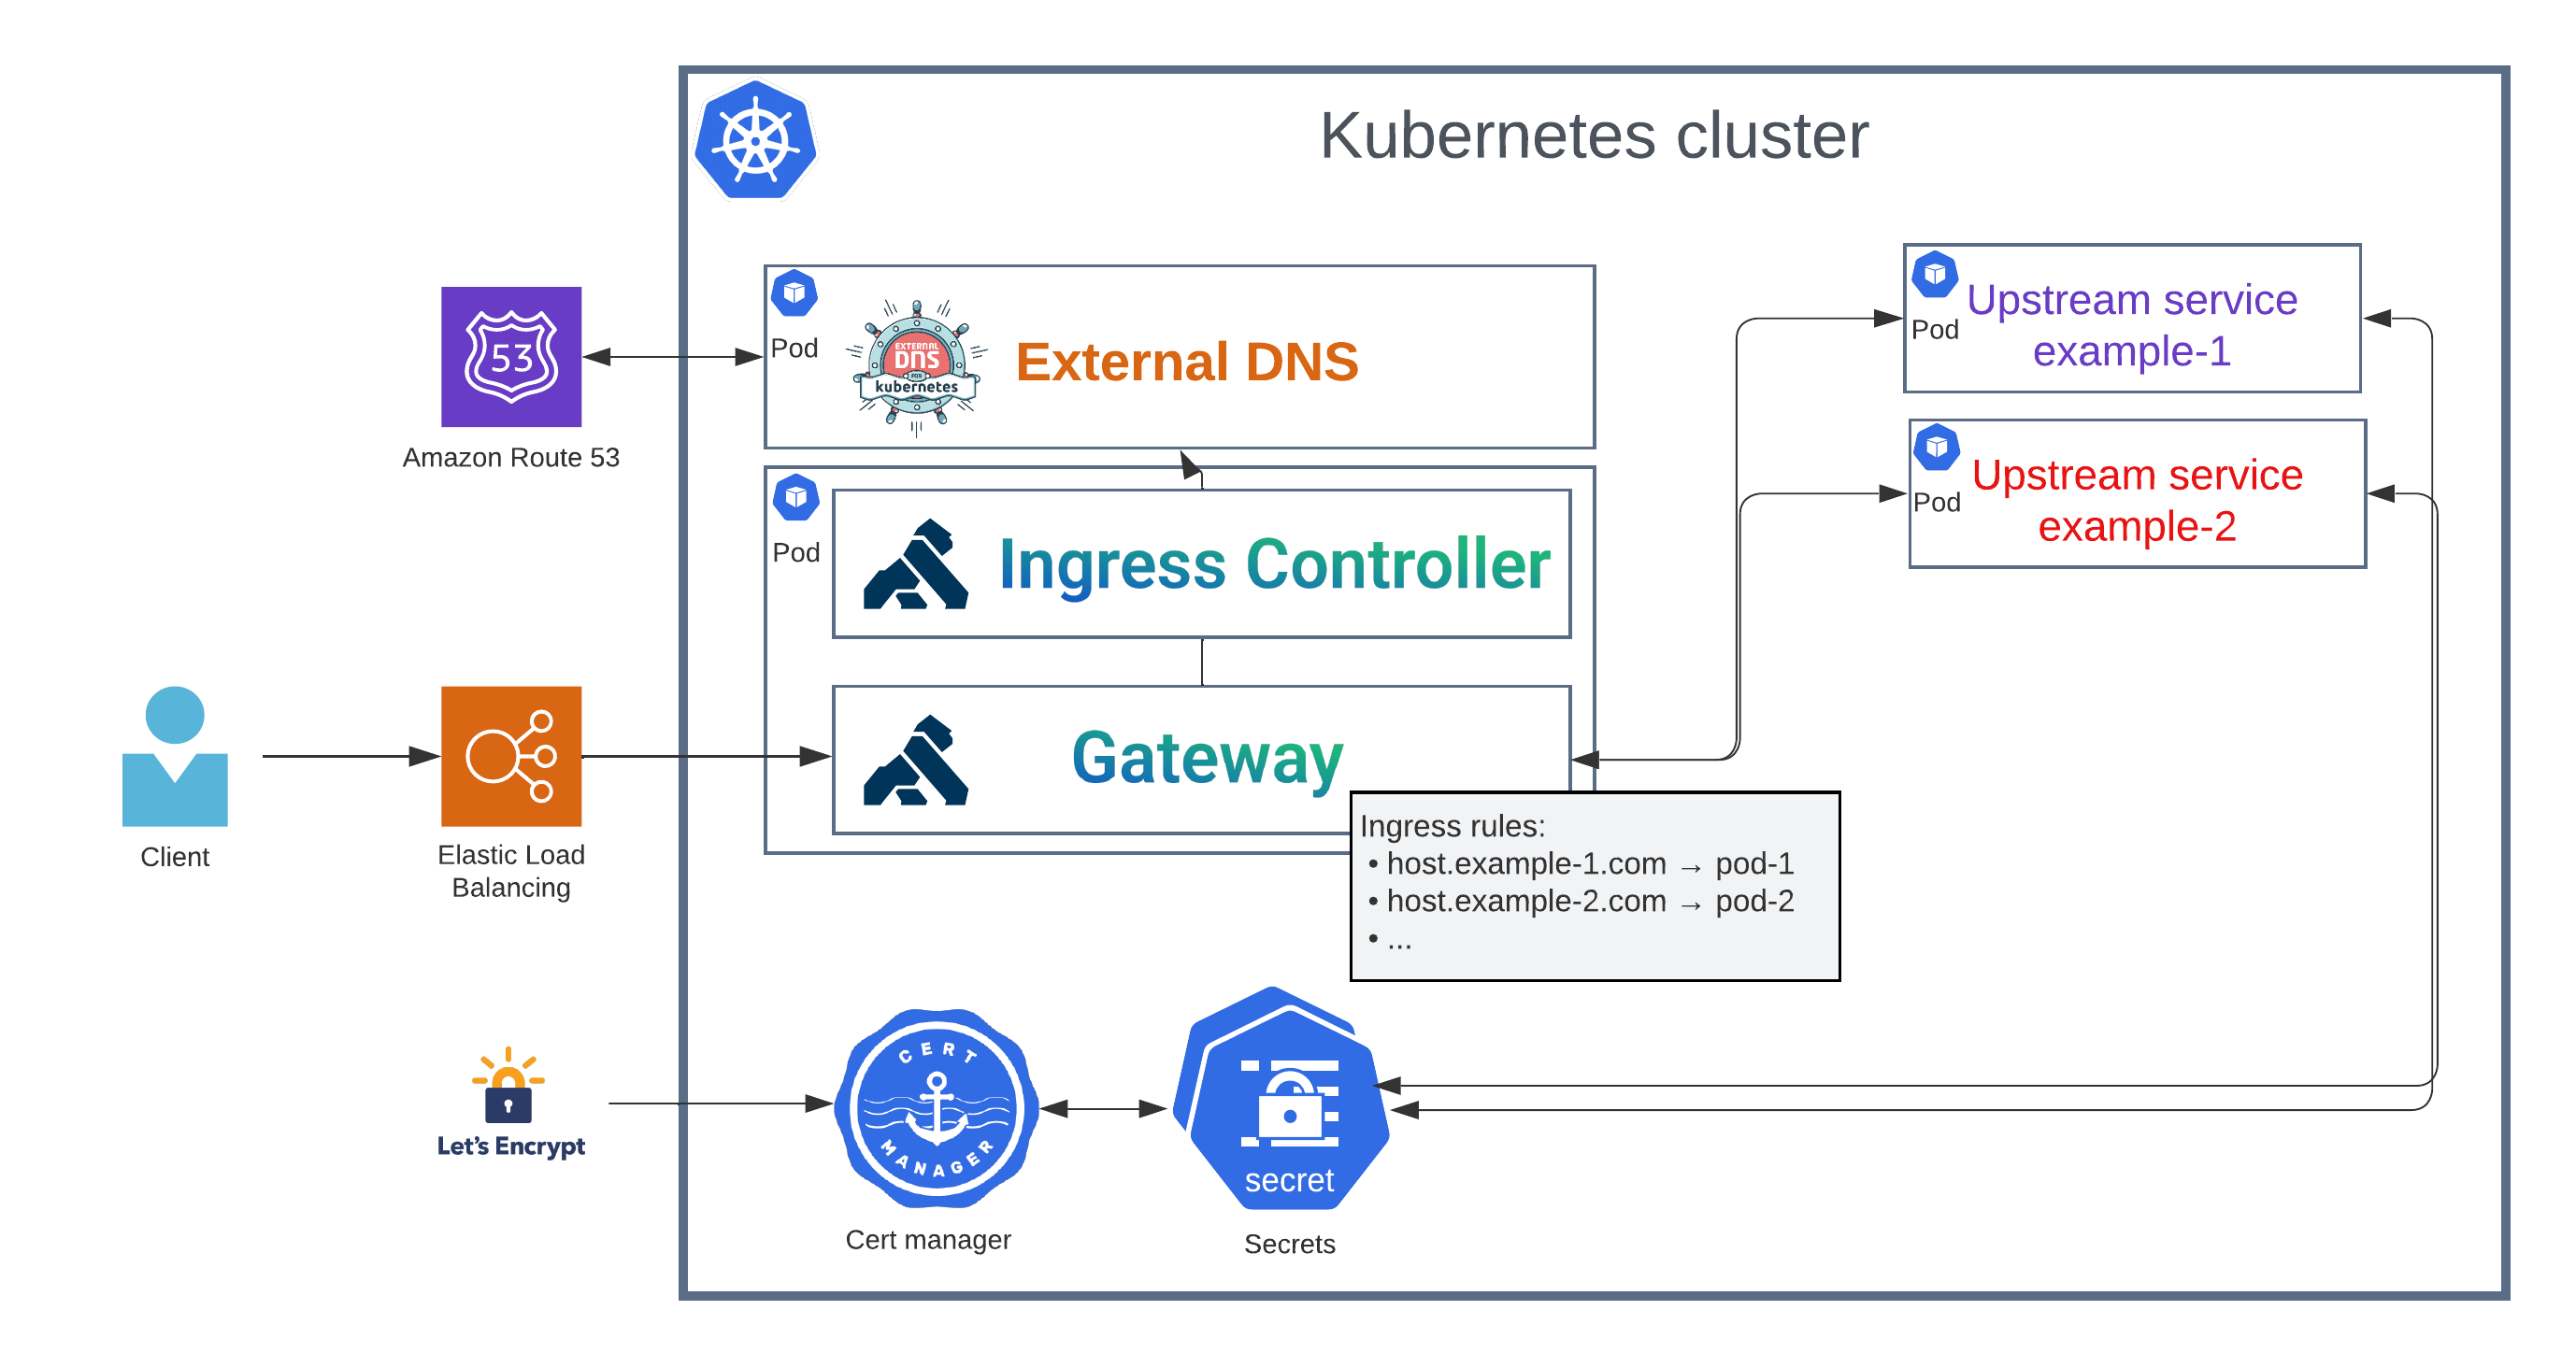 Kubernetes cluster
53
Amazon Route 53
Pod
EXTERNAL
DNS
FOR
kubernetes
External DNS
Pod
Upstream service
example-1
Pod
Upstream service
example-2
Pod
Ingress Controller
Gateway
Client
Elastic Load
Balancing
Ingress rules:
• host.example-1.com → pod-1
• host.example-2.com → pod-2
• ...
Let's Encrypt
CERT
MANAGER
Cert manager
secret
Secrets